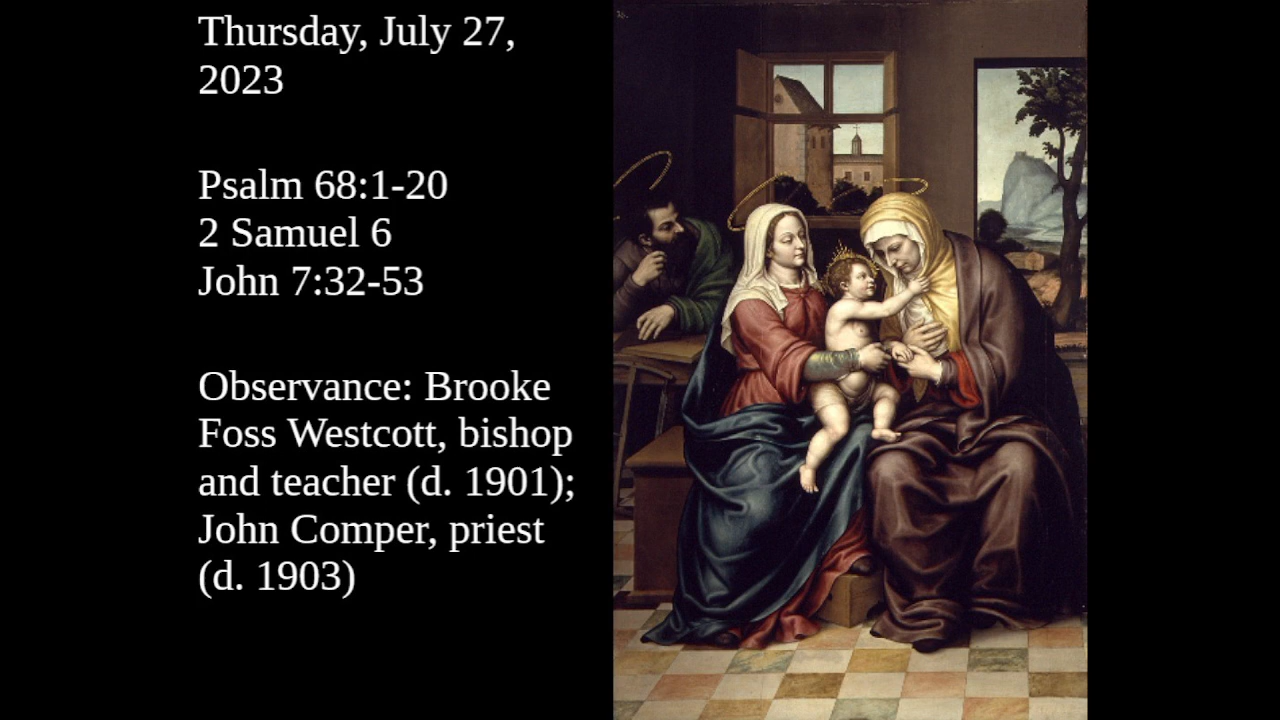 Thursday, July 27,
2023
Psalm 68:1-20
2 Samuel 6
John 7:32-53
Observance: Brooke
Foss Westcott, bishop
and teacher (d. 1901);
John Comper, priest
(d. 1903)